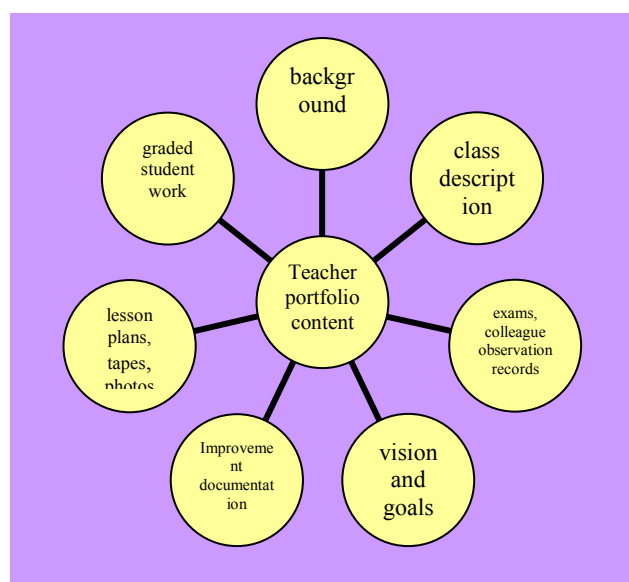 backgr
ound
graded
student
work
class
descript
ion
Teacher
portfolio
content
lesson
plans,
tapes,
photos
exams,
colleague
observation
records
Improveme
nt
documentat
ion
vision
and
goals